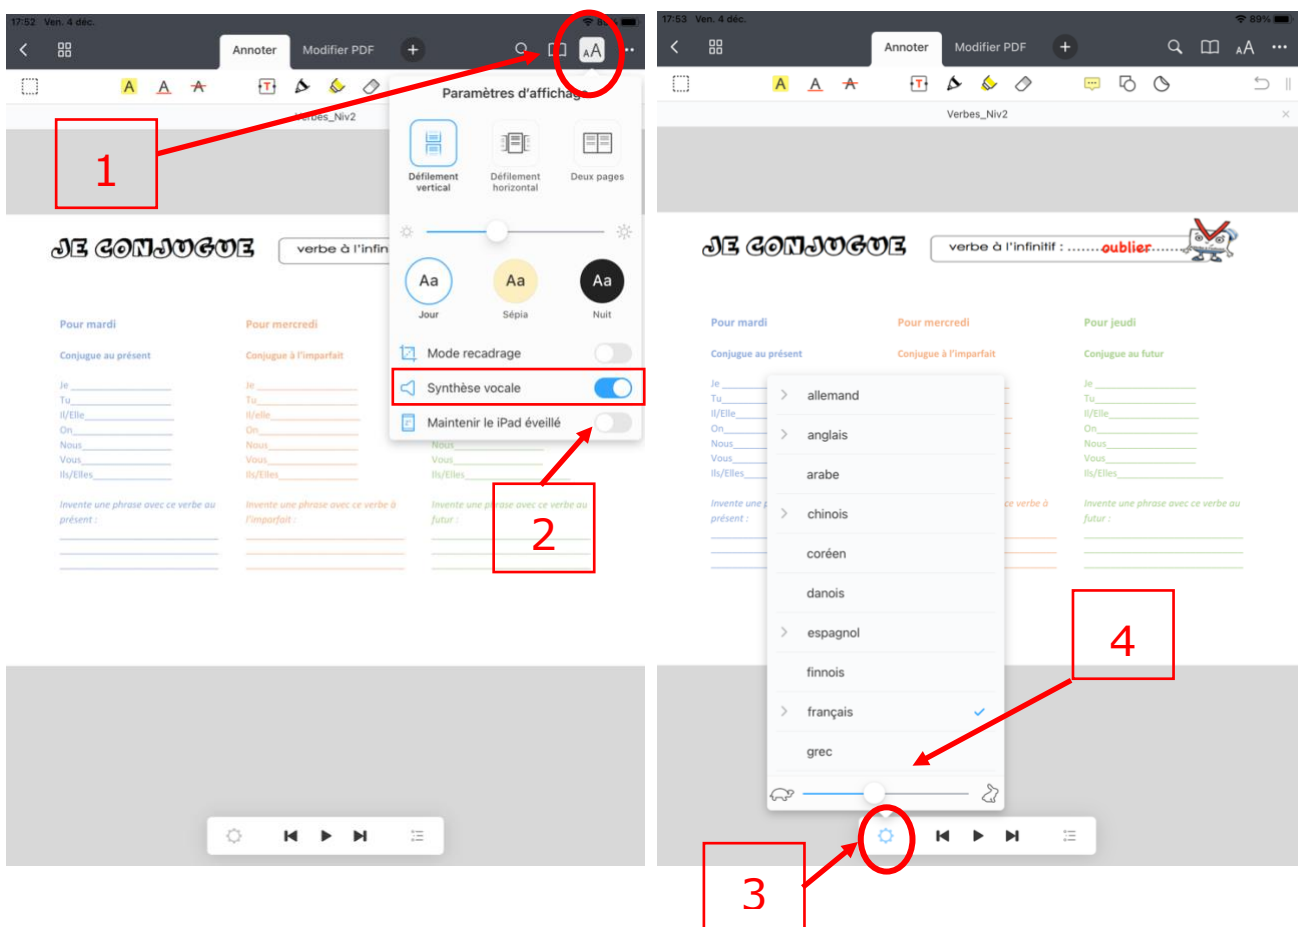 17:52 Ven. 4 déc.
Annoter Modifier PDF
AA
A A A T
Verbes_Niv2
Paramètres d'affichage
1
Défilement vertical
Défilement horizontal
Deux pages
JE CONJUGUE
verbe à l'infin
Aa Aa Aa
Jour Sépia Nuit
Mode recadrage
Synthèse vocale
Maintenir le iPad éveillé
Pour mardi
Conjugue au présent
Je
Tu
Il/Elle
On
Nous
Vous
Ils/Elles
Invente une phrase avec ce verbe au
présent :
Pour mercredi
Conjugue à l'imparfait
Je
Tu
Il/elle
On
Nous
Vous
Ils/Elles
Invente une phrase avec ce verbe à
l'imparfait :
Nous
Vous
Ils/Elles
Invente une phrase avec ce verbe au
futur :
2
17:53 Ven. 4 déc.
89%
Annoter Modifier PDF
AA
A A A T
Verbes_Niv2
JE CONJUGUE
verbe à l'infinitif : ........oublier.......
Pour mardi
Conjugue au présent
Je
Tu
Il/Elle
On
Nous
Vous
Ils/Elles
Invente une
présent :
Pour mercredi
Conjugue à l'imparfait
ce verbe à
Pour jeudi
Conjugue au futur
Je
Tu
Il/Elle
On
Nous
Vous
Ils/Elles
Invente une phrase avec ce verbe au
futur :
allemand
anglais
arabe
chinois
coréen
danois
espagnol
finnois
français
grec
4
3